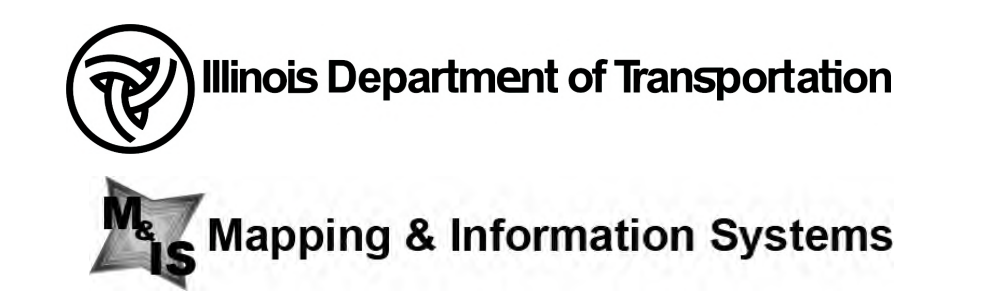 Illinois Department of Transportation
M
&
IS
Mapping & Information Systems